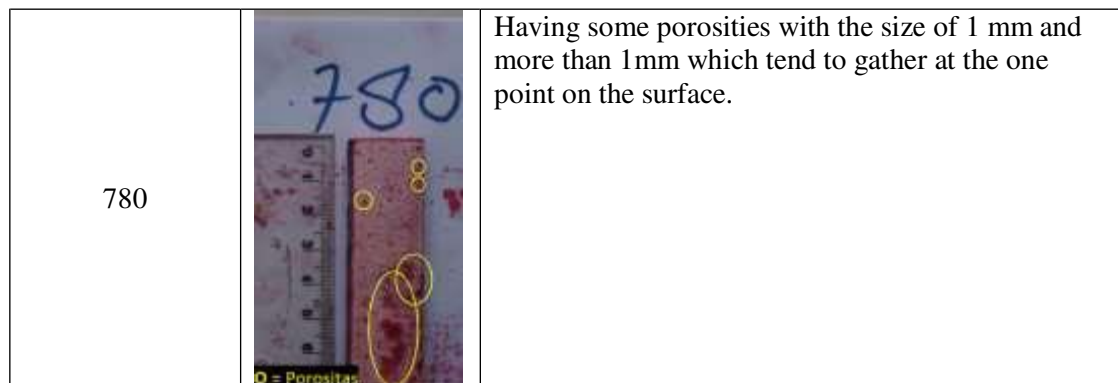 780
.780
O = Porositas
Having some porosities with the size of 1 mm and
more than 1mm which tend to gather at the one
point on the surface.